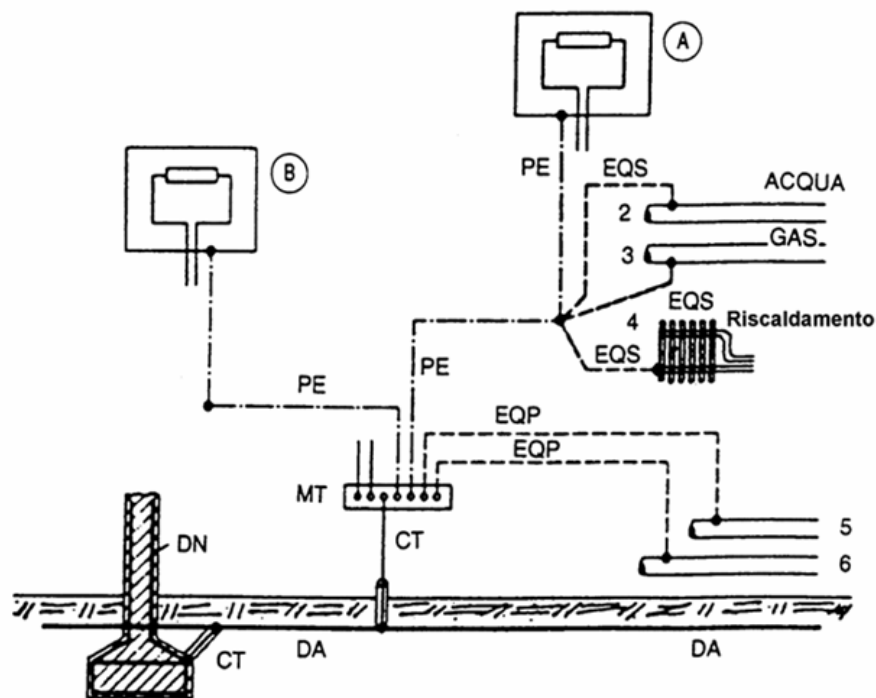 A
B
PE
EQS
ACQUA
2
GAS
3
EQS
4
Riscaldamento
EQS
PE
PE
EQP
EQP
MT
CT
5
DN
6
CT
DA
DA